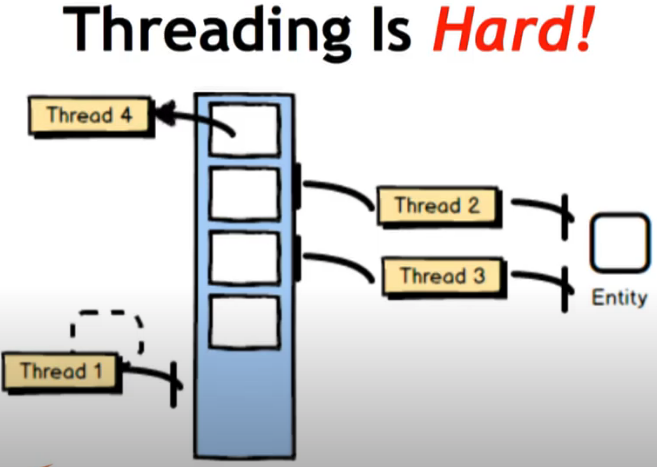 Threading Is Hard!
Thread 4
Thread 2
Thread 3
Entity
Thread 1